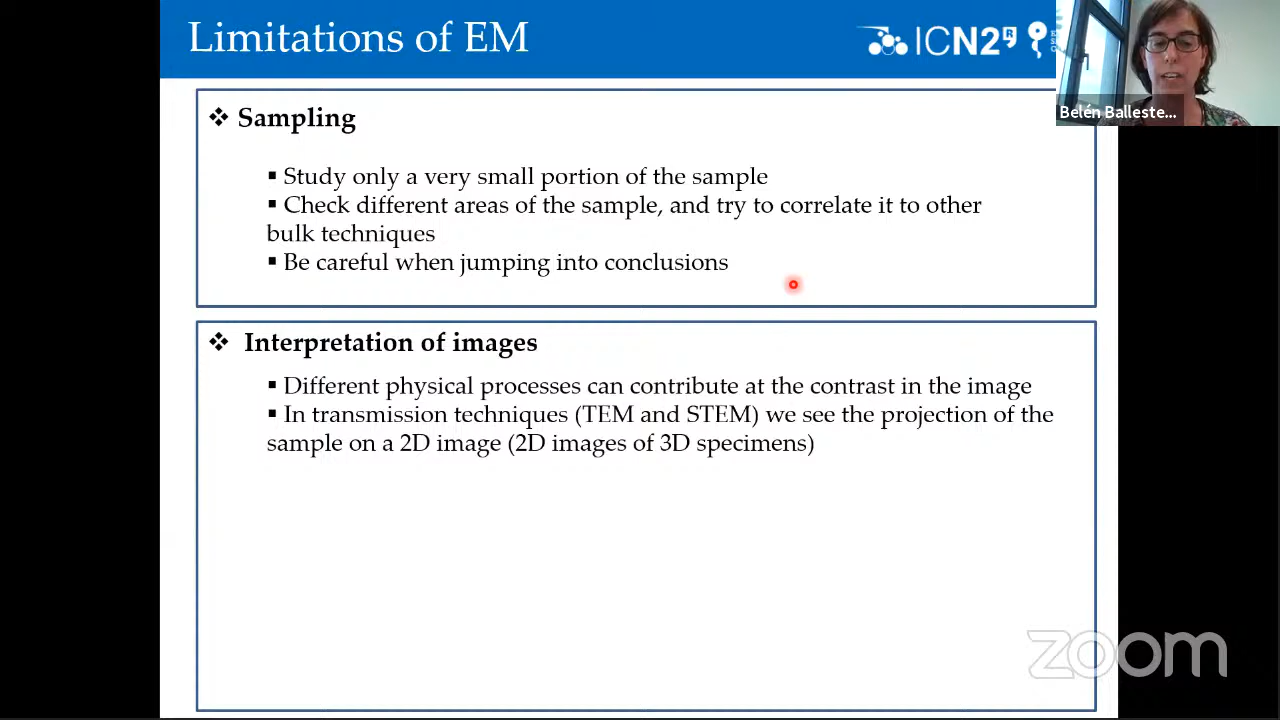 Limitations of EM
ICN2
Belén Balleste...
❖ Sampling
▪ Study only a very small portion of the sample
▪ Check different areas of the sample, and try to correlate it to other
bulk techniques
▪ Be careful when jumping into conclusions
❖ Interpretation of images
▪ Different physical processes can contribute at the contrast in the image
▪ In transmission techniques (TEM and STEM) we see the projection of the
sample on a 2D image (2D images of 3D specimens)
zoom